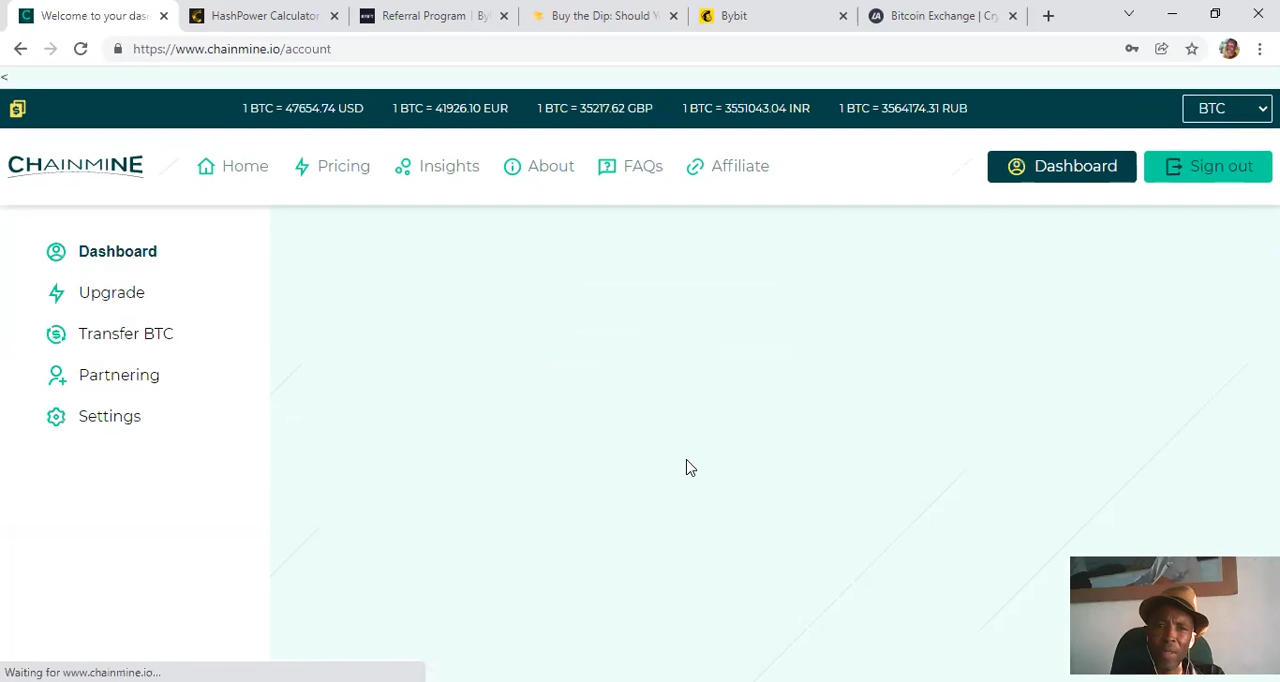 Welcome to your das
HashPower Calculator
Referral Program | Byb
Buy the Dip: Should Yo
Bybit
Bitcoin Exchange | Cry
https://www.chainmine.io/account
<
1 BTC = 47654.74 USD 1 BTC = 41926.10 EUR 1 BTC = 35217.62 GBP 1 BTC = 3551043.04 INR 1 BTC = 3564174.31 RUB BTC
CHAINMINE Home Pricing Insights About FAQs Affiliate Dashboard Sign out
Dashboard
Upgrade
Transfer BTC
Partnering
Settings
Waiting for www.chainmine.io...